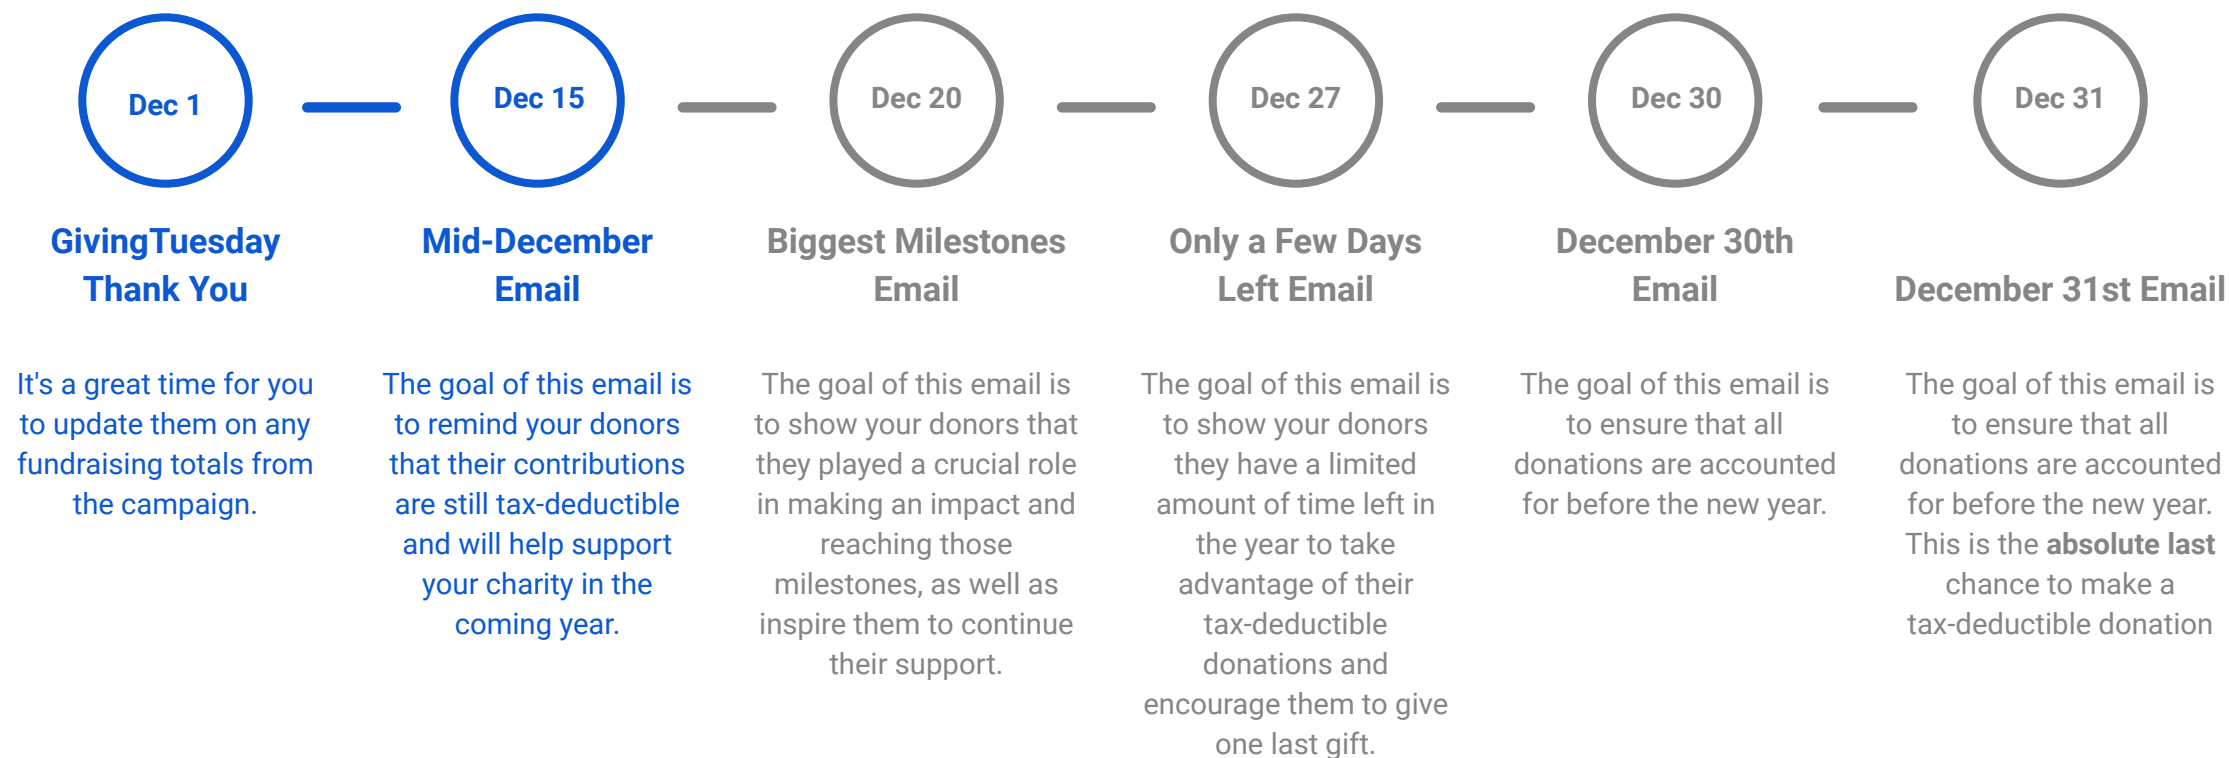 Dec 1
GivingTuesday
Thank You
It's a great time for you
to update them on any
fundraising totals from
the campaign.
Dec 15
Mid-December
Email
The goal of this email is
to remind your donors
that their contributions
are still tax-deductible
and will help support
your charity in the
coming year.
Dec 20
Biggest Milestones
Email
The goal of this email is
to show your donors that
they played a crucial role
in making an impact and
reaching those
milestones, as well as
inspire them to continue
their support.
Dec 27
Only a Few Days
Left Email
The goal of this email is
to show your donors
they have a limited
amount of time left in
the year to take
advantage of their
tax-deductible
donations and
encourage them to give
one last gift.
Dec 30
December 30th
Email
The goal of this email is
to ensure that all
donations are accounted
for before the new year.
Dec 31
December 31st Email
The goal of this email is
to ensure that all
donations are accounted
for before the new year.
This is the absolute last
chance to make a
tax-deductible donation